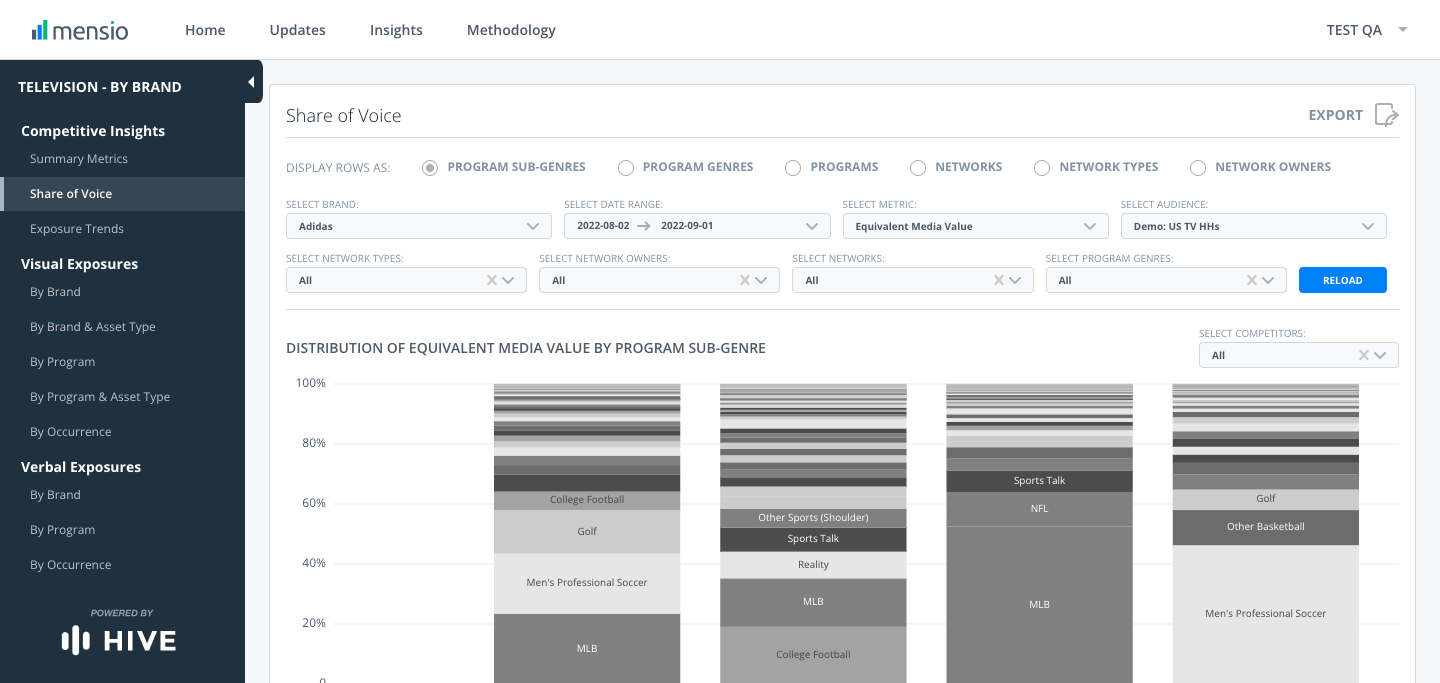 mensio
Home Updates Insights Methodology
TEST QA
TELEVISION - BY BRAND
Competitive Insights
Summary Metrics
Share of Voice
Exposure Trends
Visual Exposures
By Brand
By Brand & Asset Type
By Program
By Program & Asset Type
By Occurrence
Verbal Exposures
By Brand
By Program
By Occurrence
POWERED BY
HIVE
Share of Voice
EXPORT
DISPLAY ROWS AS: PROGRAM SUB-GENRES PROGRAM GENRES PROGRAMS NETWORKS NETWORK TYPES NETWORK OWNERS
SELECT BRAND: SELECT DATE RANGE: SELECT METRIC: SELECT AUDIENCE:
Adidas 2022-08-02 2022-09-01 Equivalent Media Value Demo: US TV HHs
SELECT NETWORK TYPES: SELECT NETWORK OWNERS: SELECT NETWORKS: SELECT PROGRAM GENRES:
All All All All RELOAD
SELECT COMPETITORS:
DISTRIBUTION OF EQUIVALENT MEDIA VALUE BY PROGRAM SUB-GENRE
All
100%
80%
60%
40%
20%
0
College Football
Golf
Men's Professional Soccer
MLB
Other Sports (Shoulder)
Sports Talk
Reality
MLB
College Football
Sports Talk
NFL
MLB
Golf
Other Basketball
Men's Professional Soccer